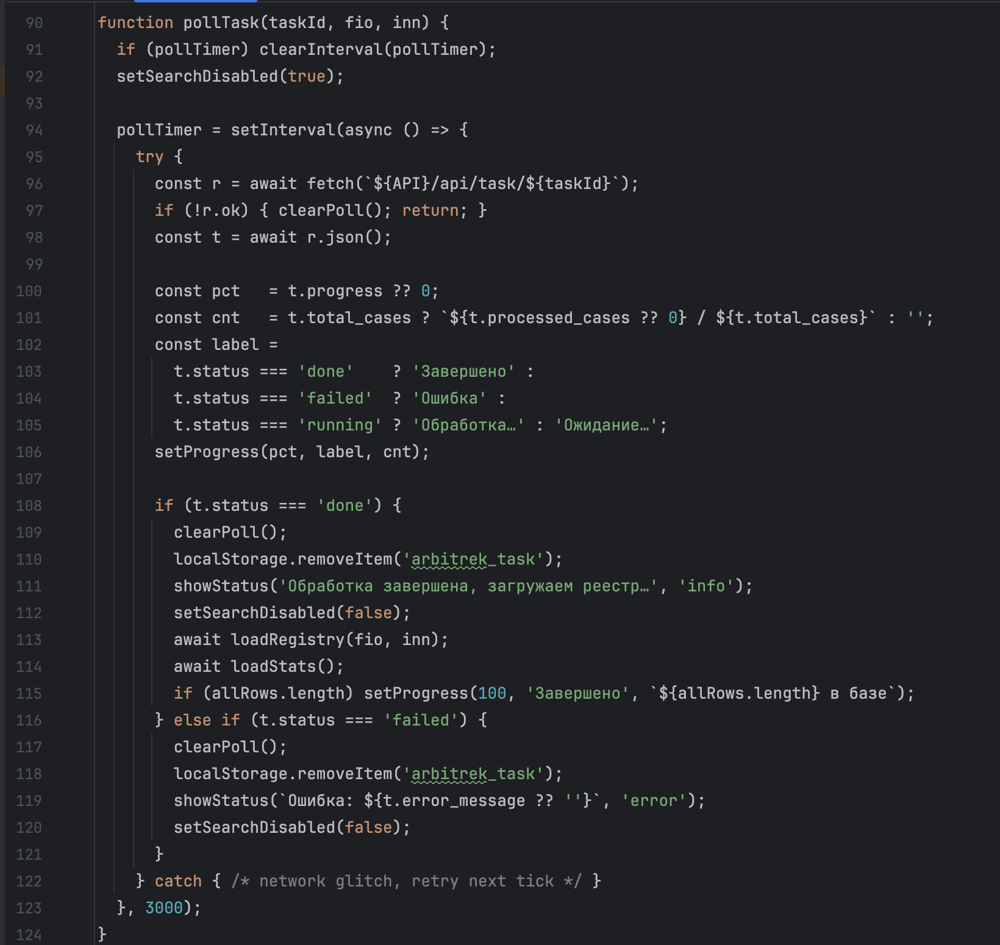 90 function pollTask(taskId, fio, inn) {
91   if (pollTimer) clearInterval(pollTimer);
92   setSearchDisabled(true);
93
94   pollTimer = setInterval(async () => {
95     try {
96       const r = await fetch(`${API}/api/task/${taskId}`);
97       if (!r.ok) { clearPoll(); return; }
98       const t = await r.json();
99
100       const pct   = t.progress ?? 0;
101       const cnt   = t.total_cases ? `${t.processed_cases ?? 0} / ${t.total_cases}` : '';
102       const label =
103         t.status === 'done'    ? 'Завершено' :
104         t.status === 'failed'  ? 'Ошибка' :
105         t.status === 'running' ? 'Обработка…' : 'Ожидание…';
106       setProgress(pct, label, cnt);
107
108       if (t.status === 'done') {
109         clearPoll();
110         localStorage.removeItem('arbitrek_task');
111         showStatus('Обработка завершена, загружаем реестр…', 'info');
112         setSearchDisabled(false);
113         await loadRegistry(fio, inn);
114         await loadStats();
115         if (allRows.length) setProgress(100, 'Завершено', `${allRows.length} в базе`);
116       } else if (t.status === 'failed') {
117         clearPoll();
118         localStorage.removeItem('arbitrek_task');
119         showStatus(`Ошибка: ${t.error_message ?? ''}`, 'error');
120         setSearchDisabled(false);
121       }
122     } catch { /* network glitch, retry next tick */ }
123   }, 3000);
124 }